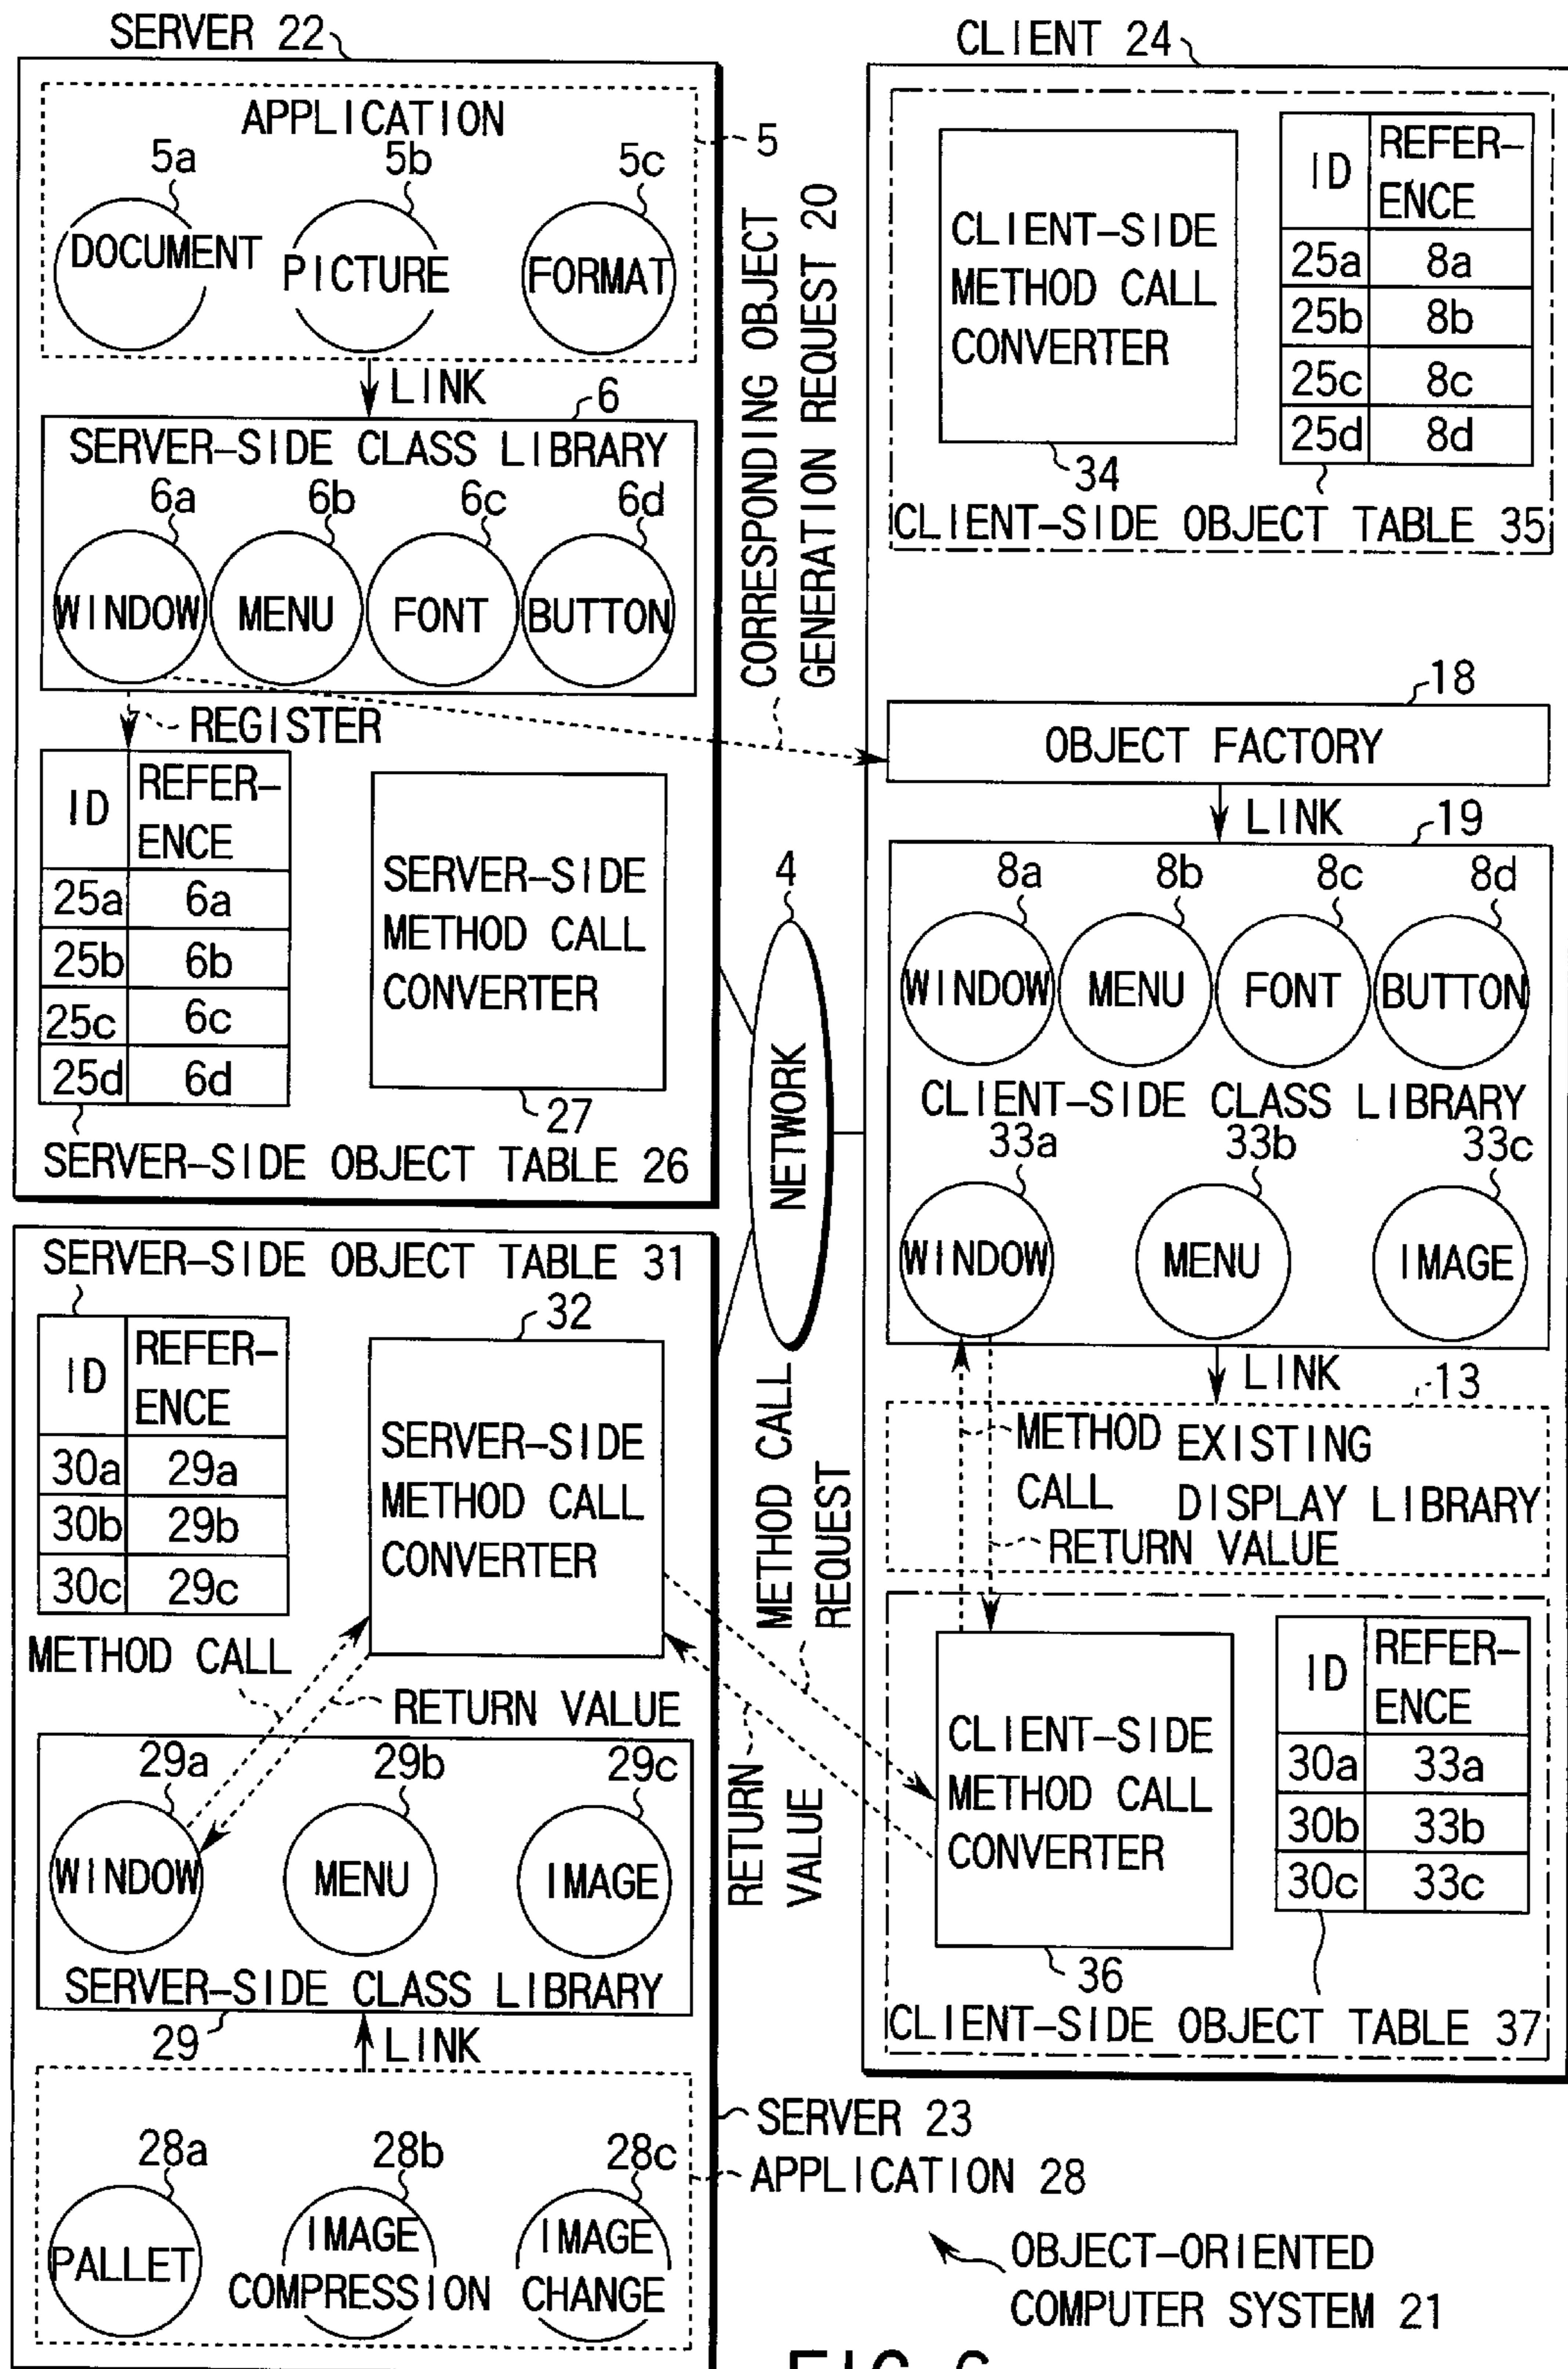 SERVER 22
APPLICATION
5
5a
5b
5c
DOCUMENT
PICTURE
FORMAT
LINK
6
SERVER-SIDE CLASS LIBRARY
6a
6b
6c
6d
WINDOW
MENU
FONT
BUTTON
REGISTER
ID
REFER-
ENCE
25a 6a
25b 6b
25c 6c
25d 6d
SERVER-SIDE
METHOD CALL
CONVERTER
27
SERVER-SIDE OBJECT TABLE 26
CORRESPONDING OBJECT
GENERATION REQUEST 20
4
NETWORK
CLIENT 24
CLIENT-SIDE
METHOD CALL
CONVERTER
34
ID
REFER-
ENCE
25a 8a
25b 8b
25c 8c
25d 8d
CLIENT-SIDE OBJECT TABLE 35
18
OBJECT FACTORY
LINK
19
8a
8b
8c
8d
WINDOW
MENU
FONT
BUTTON
CLIENT-SIDE CLASS LIBRARY
33a
33b
33c
WINDOW
MENU
IMAGE
LINK
13
METHOD
CALL
EXISTING
DISPLAY LIBRARY
RETURN VALUE
CLIENT-SIDE
METHOD CALL
CONVERTER
36
ID
REFER-
ENCE
30a 33a
30b 33b
30c 33c
CLIENT-SIDE OBJECT TABLE 37
SERVER-SIDE OBJECT TABLE 31
ID
REFER-
ENCE
30a 29a
30b 29b
30c 29c
32
SERVER-SIDE
METHOD CALL
CONVERTER
METHOD CALL
REQUEST
RETURN
VALUE
METHOD CALL
RETURN VALUE
29a
29b
29c
WINDOW
MENU
IMAGE
SERVER-SIDE CLASS LIBRARY
29
LINK
28a
28b
28c
PALLET
IMAGE
COMPRESSION
IMAGE
CHANGE
SERVER 23
APPLICATION 28
OBJECT-ORIENTED
COMPUTER SYSTEM 21